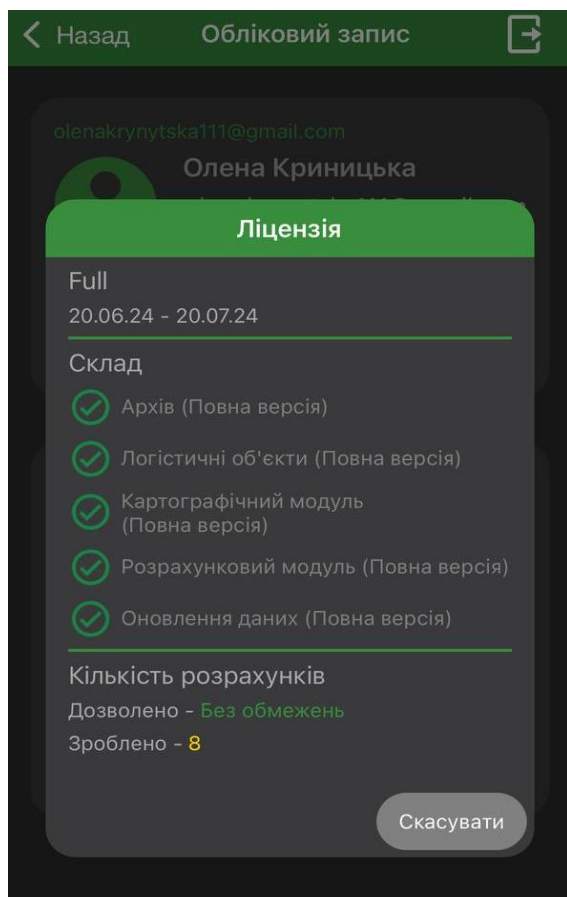 Назад
Обліковий запис
olenakrynytska111@gmail.com
Олена Криницька
Ліцензія
Full
20.06.24 - 20.07.24
Склад
Архів (Повна версія)
Логістичні об'єкти (Повна версія)
Картографічний модуль
(Повна версія)
Розрахунковий модуль (Повна версія)
Оновлення даних (Повна версія)
Кількість розрахунків
Дозволено - Без обмежень
Зроблено - 8
Скасувати